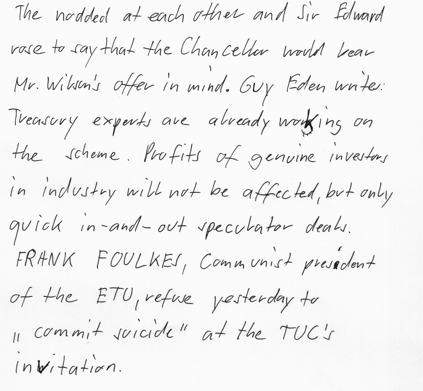 The nodded at each other and Sir Edward
rose to say that the Chancellor would bear
Mr. Wilson's offer in mind. Guy Eden writer:
Treasury experts are already working on
the scheme. Profits of genuine investors
in industry will not be affected, but only
quick in-and-out speculator deals.
FRANK FOULKES, Communist president
of the ETU, refuse yesterday to
"commit suicide" at the TUC's
invitation.